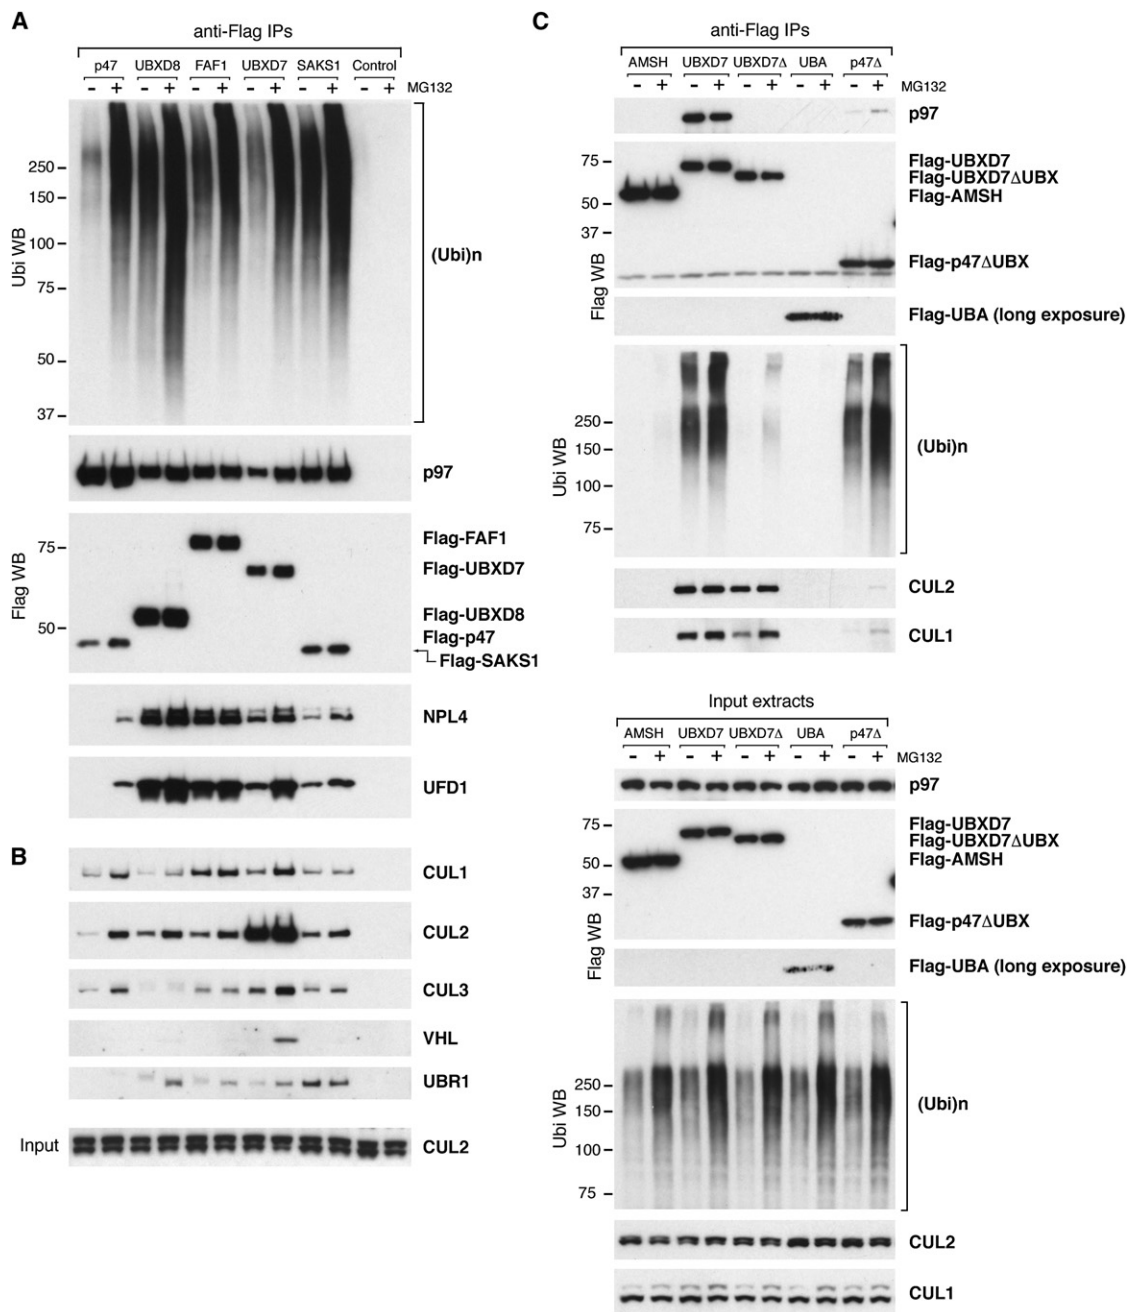 A
anti-Flag IPs
p47 UBXD8 FAF1 UBXD7 SAKS1 Control
- + - + - + - + - + - + MG132
250
150
100
75
50
37
Ubi WB
(Ubi)n
p97
75
50
Flag WB
Flag-FAF1
Flag-UBXD7
Flag-UBXD8
Flag-p47
Flag-SAKS1
NPL4
UFD1
B
CUL1
CUL2
CUL3
VHL
UBR1
Input CUL2
C
anti-Flag IPs
AMSH UBXD7 UBXD7Δ UBA p47Δ
- + - + - + - + - + MG132
p97
75
50
37
Flag WB
Flag-UBXD7
Flag-UBXD7ΔUBX
Flag-AMSH
Flag-p47ΔUBX
Flag-UBA (long exposure)
250
150
100
75
Ubi WB
(Ubi)n
CUL2
CUL1
Input extracts
AMSH UBXD7 UBXD7Δ UBA p47Δ
- + - + - + - + - + MG132
p97
75
50
37
Flag WB
Flag-UBXD7
Flag-UBXD7ΔUBX
Flag-AMSH
Flag-p47ΔUBX
Flag-UBA (long exposure)
250
150
100
75
Ubi WB
(Ubi)n
CUL2
CUL1